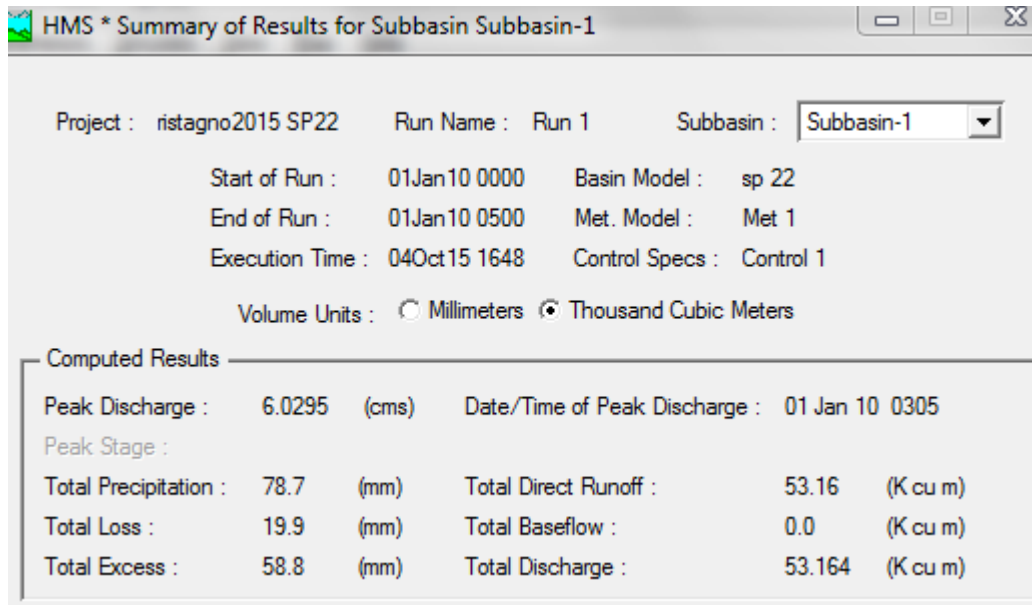 HMS * Summary of Results for Subbasin Subbasin-1
Project : ristagno2015 SP22 Run Name : Run 1 Subbasin : Subbasin-1
Start of Run : 01Jan10 0000 Basin Model : sp 22
End of Run : 01Jan10 0500 Met. Model : Met 1
Execution Time : 04Oct15 1648 Control Specs : Control 1
Volume Units : Millimeters Thousand Cubic Meters
Computed Results
Peak Discharge : 6.0295 (cms) Date/Time of Peak Discharge : 01 Jan 10 0305
Peak Stage :
Total Precipitation : 78.7 (mm) Total Direct Runoff : 53.16 (K cu m)
Total Loss : 19.9 (mm) Total Baseflow : 0.0 (K cu m)
Total Excess : 58.8 (mm) Total Discharge : 53.164 (K cu m)